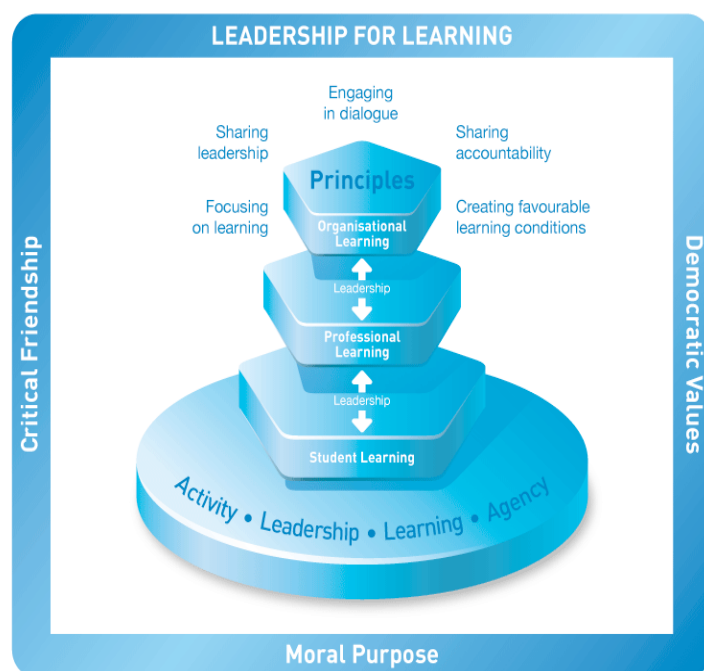 LEADERSHIP FOR LEARNING
Engaging
in dialogue
Sharing
leadership
Sharing
accountability
Principles
Focusing
on learning
Creating favourable
learning conditions
Organisational
Learning
Leadership
Professional
Learning
Leadership
Student Learning
Activity • Leadership • Learning • Agency
Critical Friendship
Democratic Values
Moral Purpose